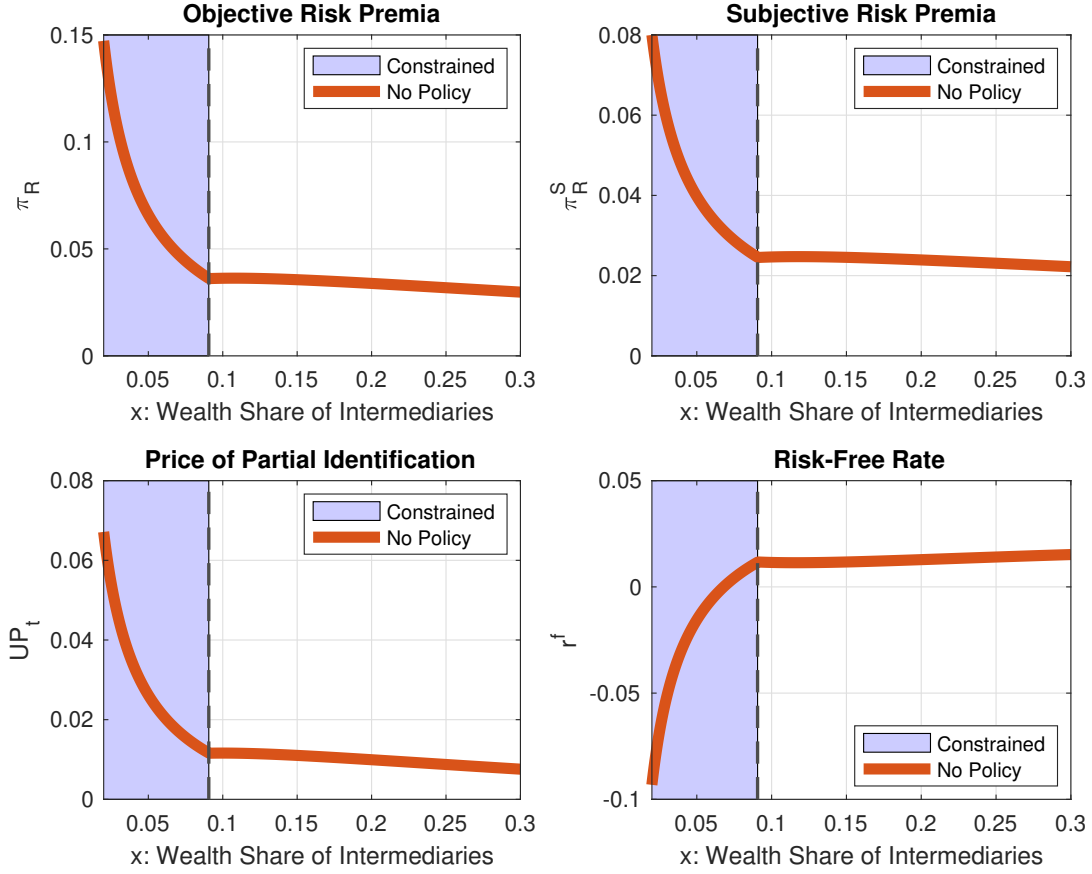 Objective Risk Premia
0.15
0.1
0.05
0
π_R
Constrained
No Policy
0.05 0.1 0.15 0.2 0.25 0.3
x: Wealth Share of Intermediaries
Subjective Risk Premia
0.08
0.06
0.04
0.02
0
π_R^S
Constrained
No Policy
0.05 0.1 0.15 0.2 0.25 0.3
x: Wealth Share of Intermediaries
Price of Partial Identification
0.08
0.06
0.04
0.02
0
UP_t
Constrained
No Policy
0.05 0.1 0.15 0.2 0.25 0.3
x: Wealth Share of Intermediaries
Risk-Free Rate
0.05
0
-0.05
-0.1
r^f
Constrained
No Policy
0.05 0.1 0.15 0.2 0.25 0.3
x: Wealth Share of Intermediaries